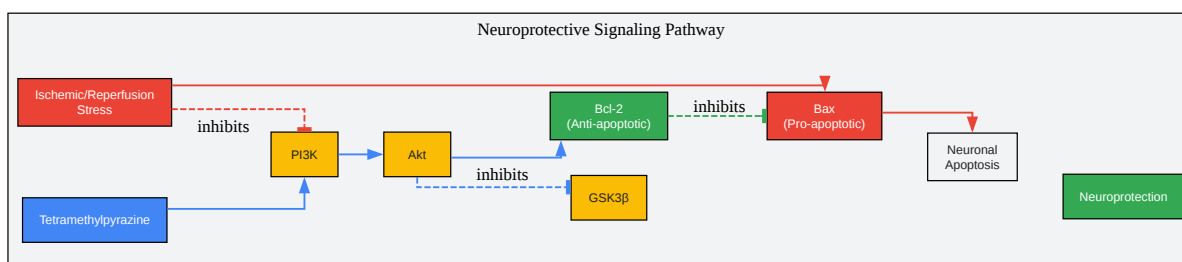 Neuroprotective Signaling Pathway
Ischemic/Reperfusion
Stress
inhibits
PI3K
Akt
Bcl-2
(Anti-apoptotic)
inhibits
Bax
(Pro-apoptotic)
inhibits
GSK3β
Neuronal
Apoptosis
Tetramethylpyrazine
Neuroprotection